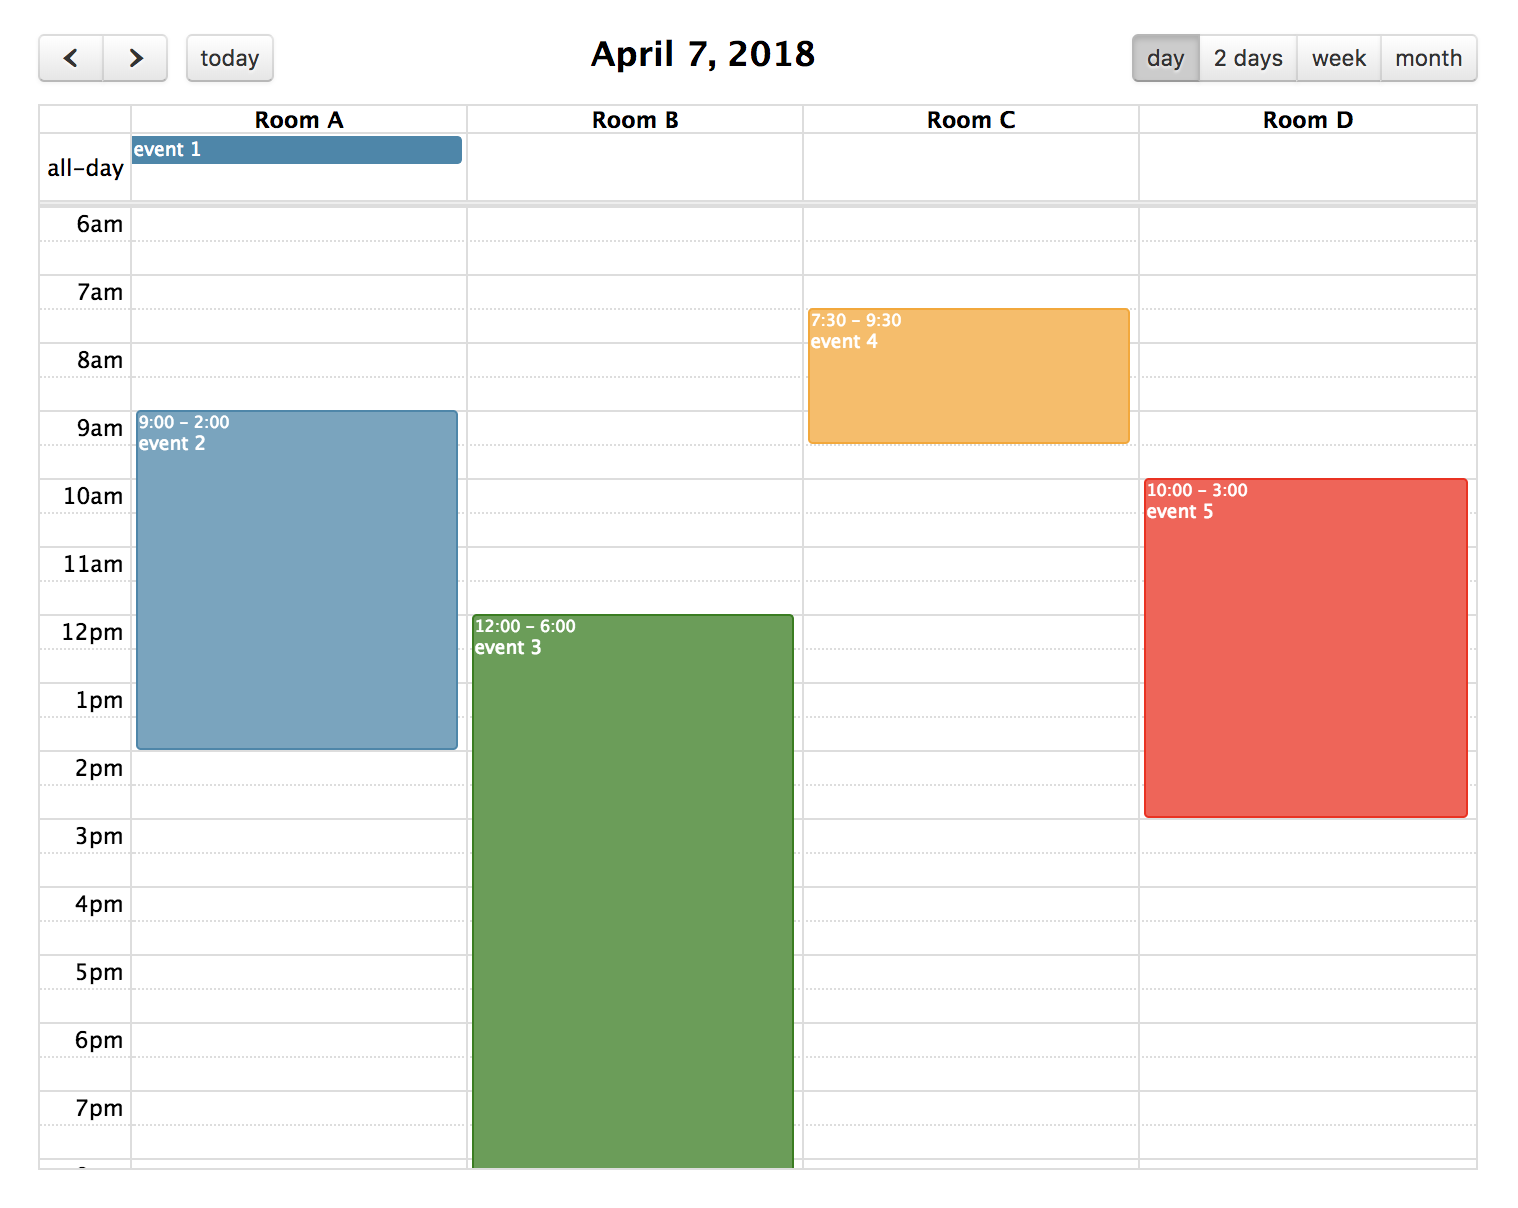 today
April 7, 2018
day 2 days week month
Room A Room B Room C Room D
all-day event 1
6am
7am
7:30 - 9:30
event 4
8am
9:00 - 2:00
9am
event 2
10:00 - 3:00
10am
event 5
11am
12:00 - 6:00
12pm
event 3
1pm
2pm
3pm
4pm
5pm
6pm
7pm